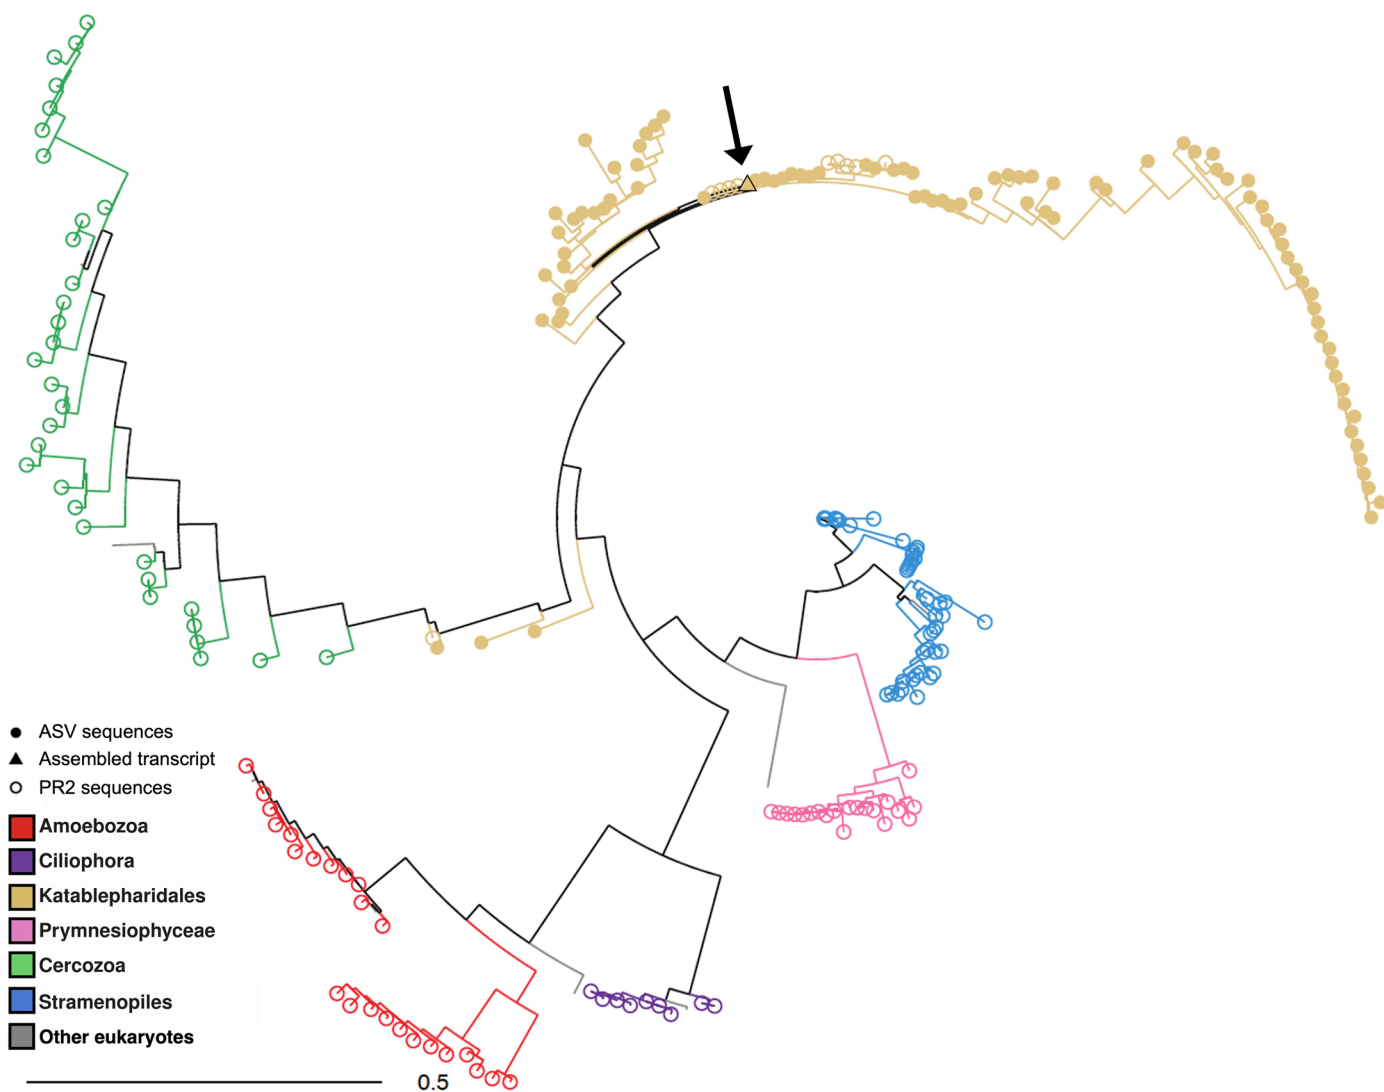 ASV sequences
Assembled transcript
PR2 sequences
Amoebozoa
Ciliophora
Katablepharidales
Prymnesiophyceae
Cercozoa
Stramenopiles
Other eukaryotes
0.5